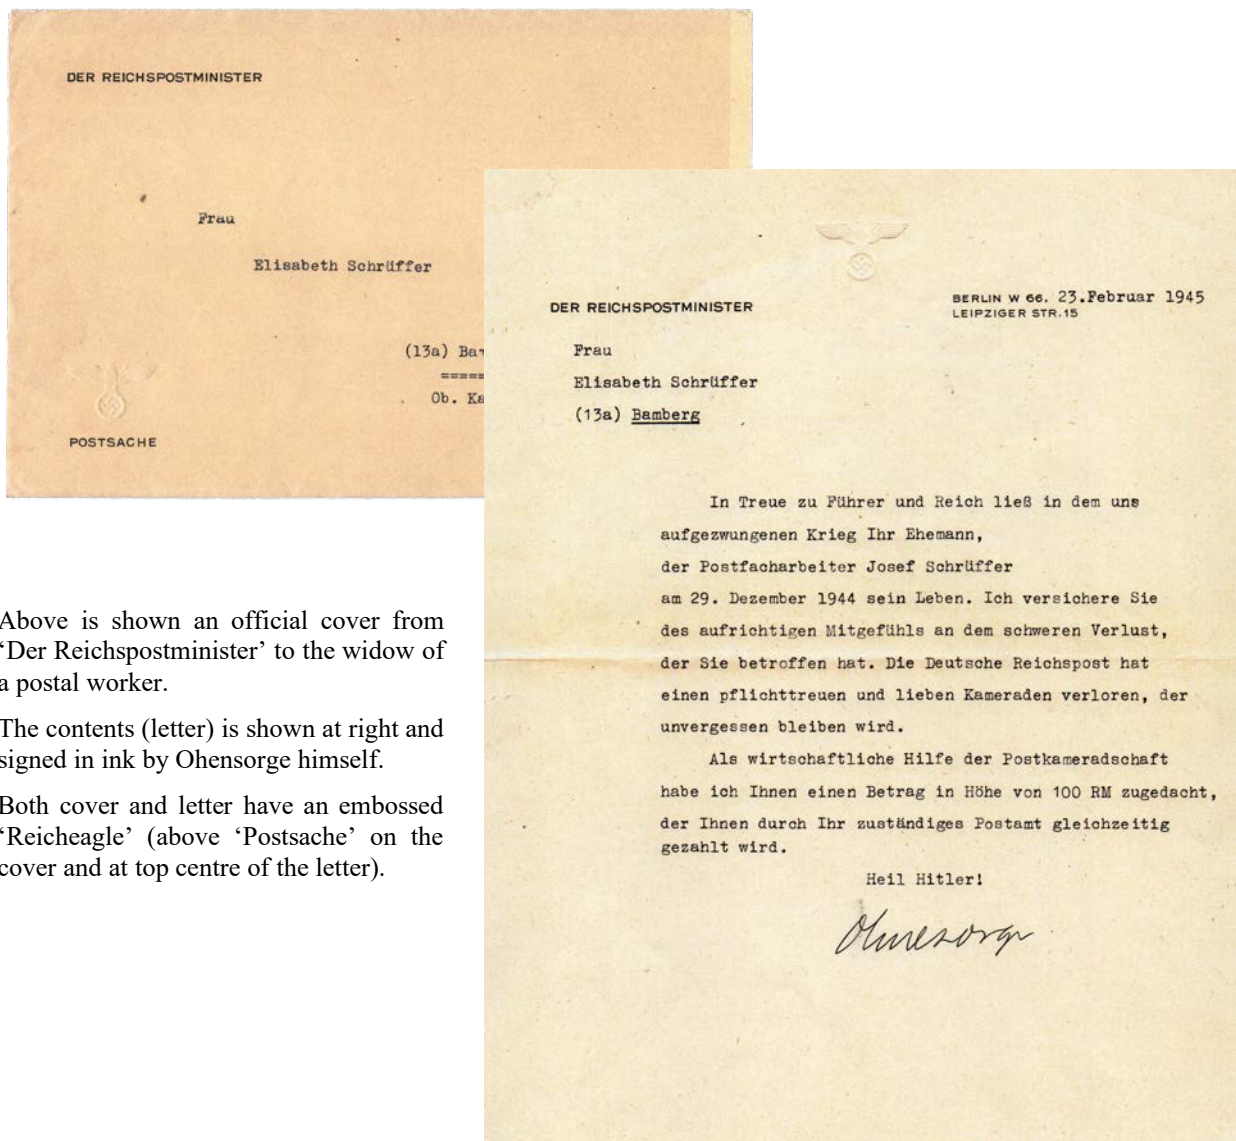 DER REICHSPOSTMINISTER
Frau
Elisabeth Schrüffer
(13a) Ba
=====
Ob. Ka
POSTSACHE
DER REICHSPOSTMINISTER
BERLIN W 66, 23.Februar 1945
LEIPZIGER STR.15
Frau
Elisabeth Schrüffer
(13a) Bamberg
In Treue zu Führer und Reich ließ in dem uns
aufgezwungenen Krieg Ihr Ehemann,
der Postfacharbeiter Josef Schrüffer
am 29. Dezember 1944 sein Leben. Ich versichere Sie
des aufrichtigen Mitgefühls an dem schweren Verlust,
der Sie betroffen hat. Die Deutsche Reichspost hat
einen pflichttreuen und lieben Kameraden verloren, der
unvergessen bleiben wird.
Als wirtschaftliche Hilfe der Postkameradschaft
habe ich Ihnen einen Betrag in Höhe von 100 RM zugedacht,
der Ihnen durch Ihr zuständiges Postamt gleichzeitig
gezahlt wird.
Heil Hitler!
Ohnesorge
Above is shown an official cover from
‘Der Reichspostminister’ to the widow of
a postal worker.
The contents (letter) is shown at right and
signed in ink by Ohensorge himself.
Both cover and letter have an embossed
‘Reicheagle’ (above ‘Postsache’ on the
cover and at top centre of the letter).